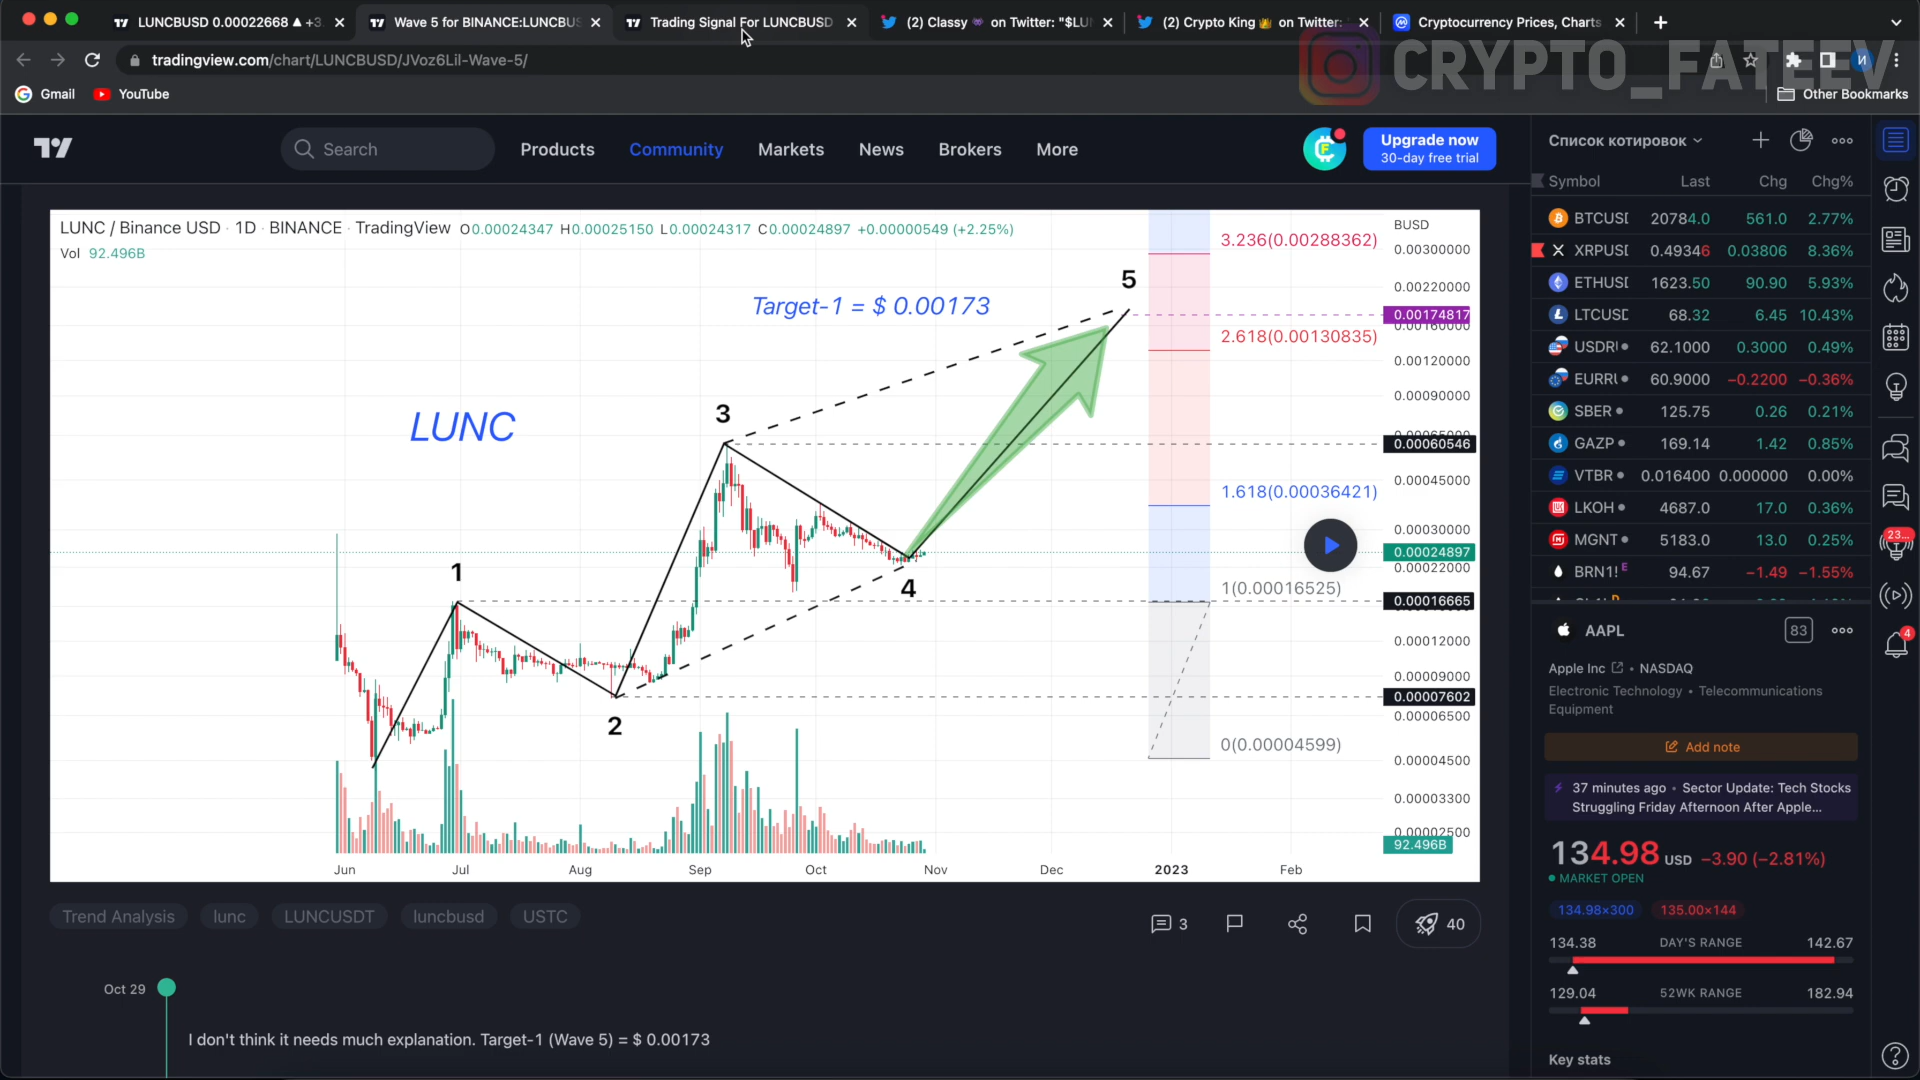 LUNCBUSD 0.00022668 ▲ +3
Wave 5 for BINANCE:LUNCBUS
Trading Signal For LUNCBUSD
(2) Classy on Twitter: "$LU
(2) Crypto King on Twitter:
Cryptocurrency Prices, Charts
tradingview.com/chart/LUNCBUSD/JVoz6LiI-Wave-5/
CRYPTO_FATEEV
И
Gmail
YouTube
Other Bookmarks
Search
Products
Community
Markets
News
Brokers
More
Upgrade now
30-day free trial
Список котировок
Symbol Last Chg Chg%
BTCUSD 20784.0 561.0 2.77%
XRPUSD 0.49346 0.03806 8.36%
ETHUSD 1623.50 90.90 5.93%
LTCUSD 68.32 6.45 10.43%
USDRU 62.1000 0.3000 0.49%
EURRU 60.9000 −0.2200 −0.36%
SBER 125.75 0.26 0.21%
GAZP 169.14 1.42 0.85%
VTBR 0.016400 0.000000 0.00%
LKOH 4687.0 17.0 0.36%
MGNT 5183.0 13.0 0.25%
BRN1! E 94.67 −1.49 −1.55%
LUNC / Binance USD · 1D · BINANCE · TradingView O0.00024347 H0.00025150 L0.00024317 C0.00024897 +0.00000549 (+2.25%)
Vol 92.496B
BUSD
3.236(0.00288362)
0.00300000
5
0.00220000
Target-1 = $ 0.00173
0.00174817
0.00160000
2.618(0.00130835)
0.00120000
0.00090000
LUNC
3
0.00060546
0.00045000
1.618(0.00036421)
0.00030000
0.00024897
0.00022000
1
4
1(0.00016525)
0.00016665
0.00012000
0.00009000
0.00007602
0.00006500
2
0(0.00004599)
0.00004500
0.00003300
0.00002500
92.496B
Jun Jul Aug Sep Oct Nov Dec 2023 Feb
Trend Analysis
lunc
LUNCUSDT
luncbusd
USTC
3
40
Oct 29
I don't think it needs much explanation. Target-1 (Wave 5) = $ 0.00173
AAPL
83
Apple Inc • NASDAQ
Electronic Technology • Telecommunications
Equipment
Add note
37 minutes ago • Sector Update: Tech Stocks
Struggling Friday Afternoon After Apple...
134.98 USD −3.90 (−2.81%)
MARKET OPEN
134.98×300
135.00×144
134.38 DAY'S RANGE 142.67
129.04 52WK RANGE 182.94
Key stats
23...
4